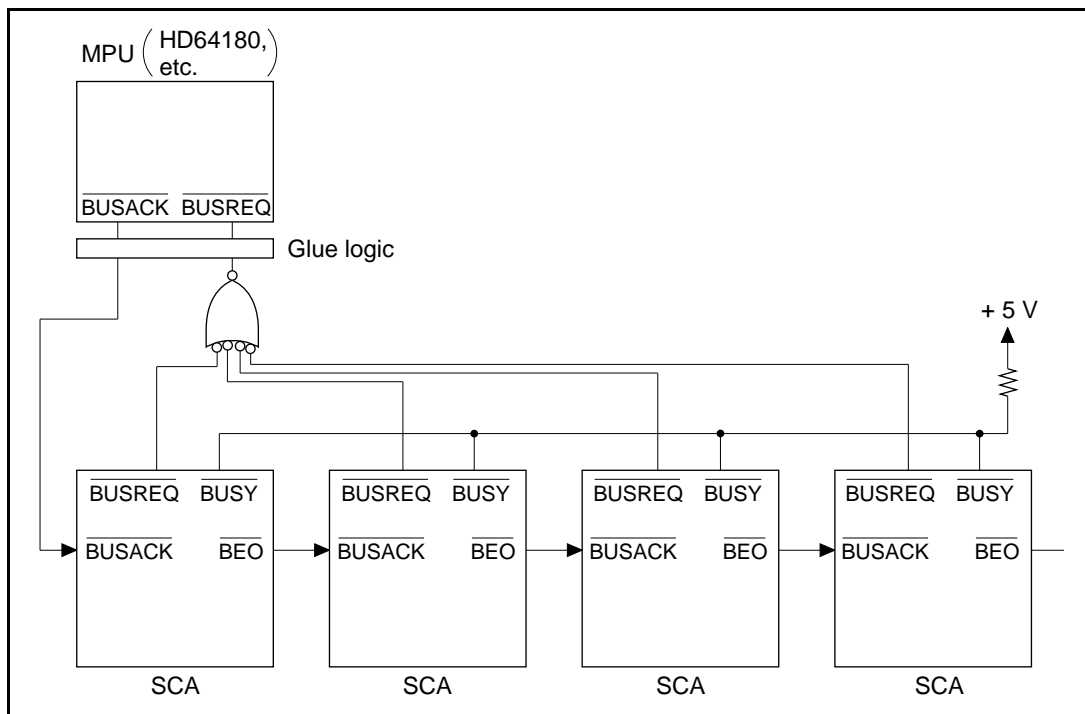 MPU (HD64180,
etc.)
BUSACK BUSREQ
Glue logic
+ 5 V
BUSREQ BUSY BUSREQ BUSY BUSREQ BUSY BUSREQ BUSY
BUSACK BEO BUSACK BEO BUSACK BEO BUSACK BEO
SCA SCA SCA SCA